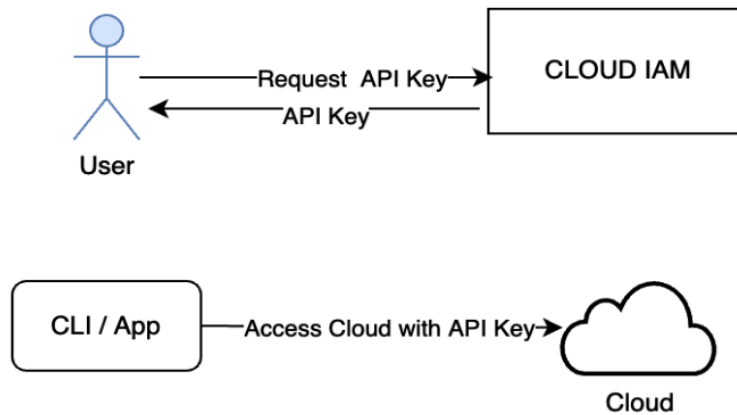 Request API Key
CLOUD IAM
API Key
User
CLI / App
Access Cloud with API Key
Cloud